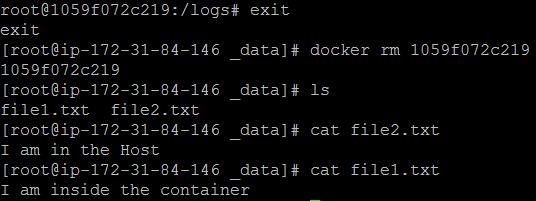 root@1059f072c219:/logs# exit
exit
[root@ip-172-31-84-146 _data]# docker rm 1059f072c219
1059f072c219
[root@ip-172-31-84-146 _data]# ls
file1.txt  file2.txt
[root@ip-172-31-84-146 _data]# cat file2.txt
I am in the Host
[root@ip-172-31-84-146 _data]# cat file1.txt
I am inside the container